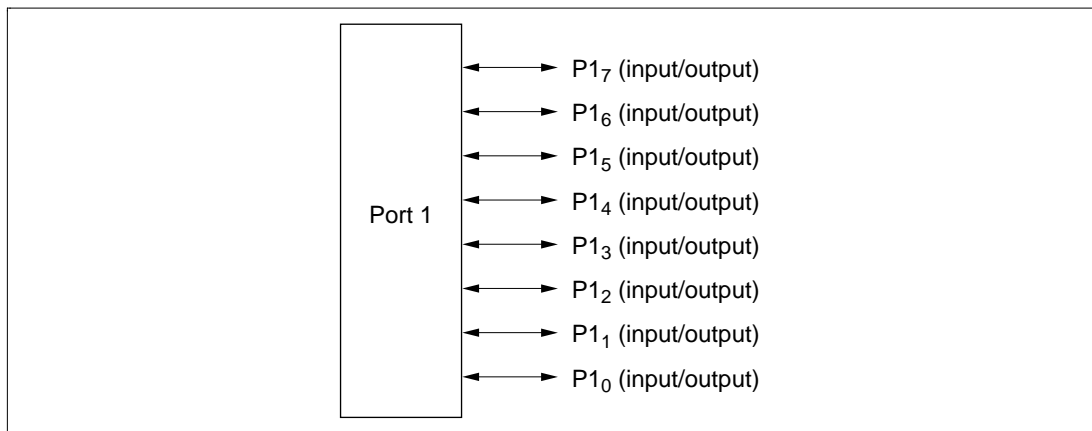 P1₇ (input/output)
P1₆ (input/output)
P1₅ (input/output)
P1₄ (input/output)
Port 1
P1₃ (input/output)
P1₂ (input/output)
P1₁ (input/output)
P1₀ (input/output)